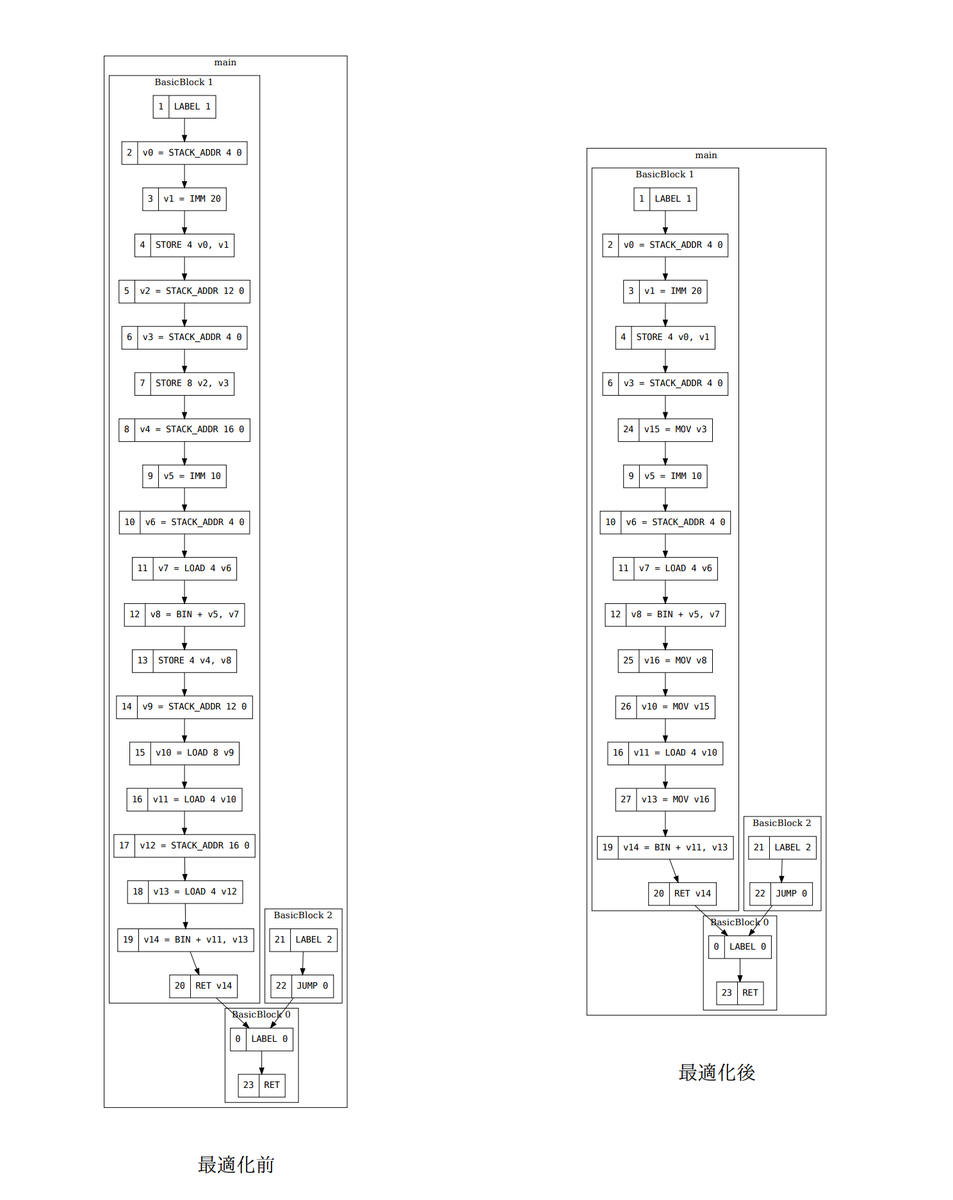 main
BasicBlock 1
1 LABEL 1
2 v0 = STACK_ADDR 4 0
3 v1 = IMM 20
4 STORE 4 v0, v1
5 v2 = STACK_ADDR 12 0
6 v3 = STACK_ADDR 4 0
7 STORE 8 v2, v3
8 v4 = STACK_ADDR 16 0
9 v5 = IMM 10
10 v6 = STACK_ADDR 4 0
11 v7 = LOAD 4 v6
12 v8 = BIN + v5, v7
13 STORE 4 v4, v8
14 v9 = STACK_ADDR 12 0
15 v10 = LOAD 8 v9
16 v11 = LOAD 4 v10
17 v12 = STACK_ADDR 16 0
18 v13 = LOAD 4 v12
19 v14 = BIN + v11, v13
20 RET v14
BasicBlock 2
21 LABEL 2
22 JUMP 0
BasicBlock 0
0 LABEL 0
23 RET
最適化前
main
BasicBlock 1
1 LABEL 1
2 v0 = STACK_ADDR 4 0
3 v1 = IMM 20
4 STORE 4 v0, v1
6 v3 = STACK_ADDR 4 0
24 v15 = MOV v3
9 v5 = IMM 10
10 v6 = STACK_ADDR 4 0
11 v7 = LOAD 4 v6
12 v8 = BIN + v5, v7
25 v16 = MOV v8
26 v10 = MOV v15
16 v11 = LOAD 4 v10
27 v13 = MOV v16
19 v14 = BIN + v11, v13
20 RET v14
BasicBlock 2
21 LABEL 2
22 JUMP 0
BasicBlock 0
0 LABEL 0
23 RET
最適化後